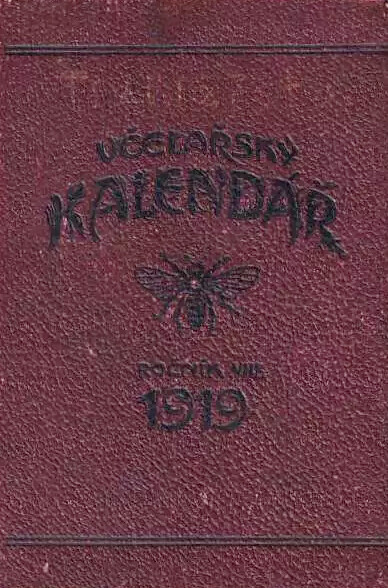 VČELAŘSKÝ
KALENDÁŘ
ROČNÍK VIII.
1919